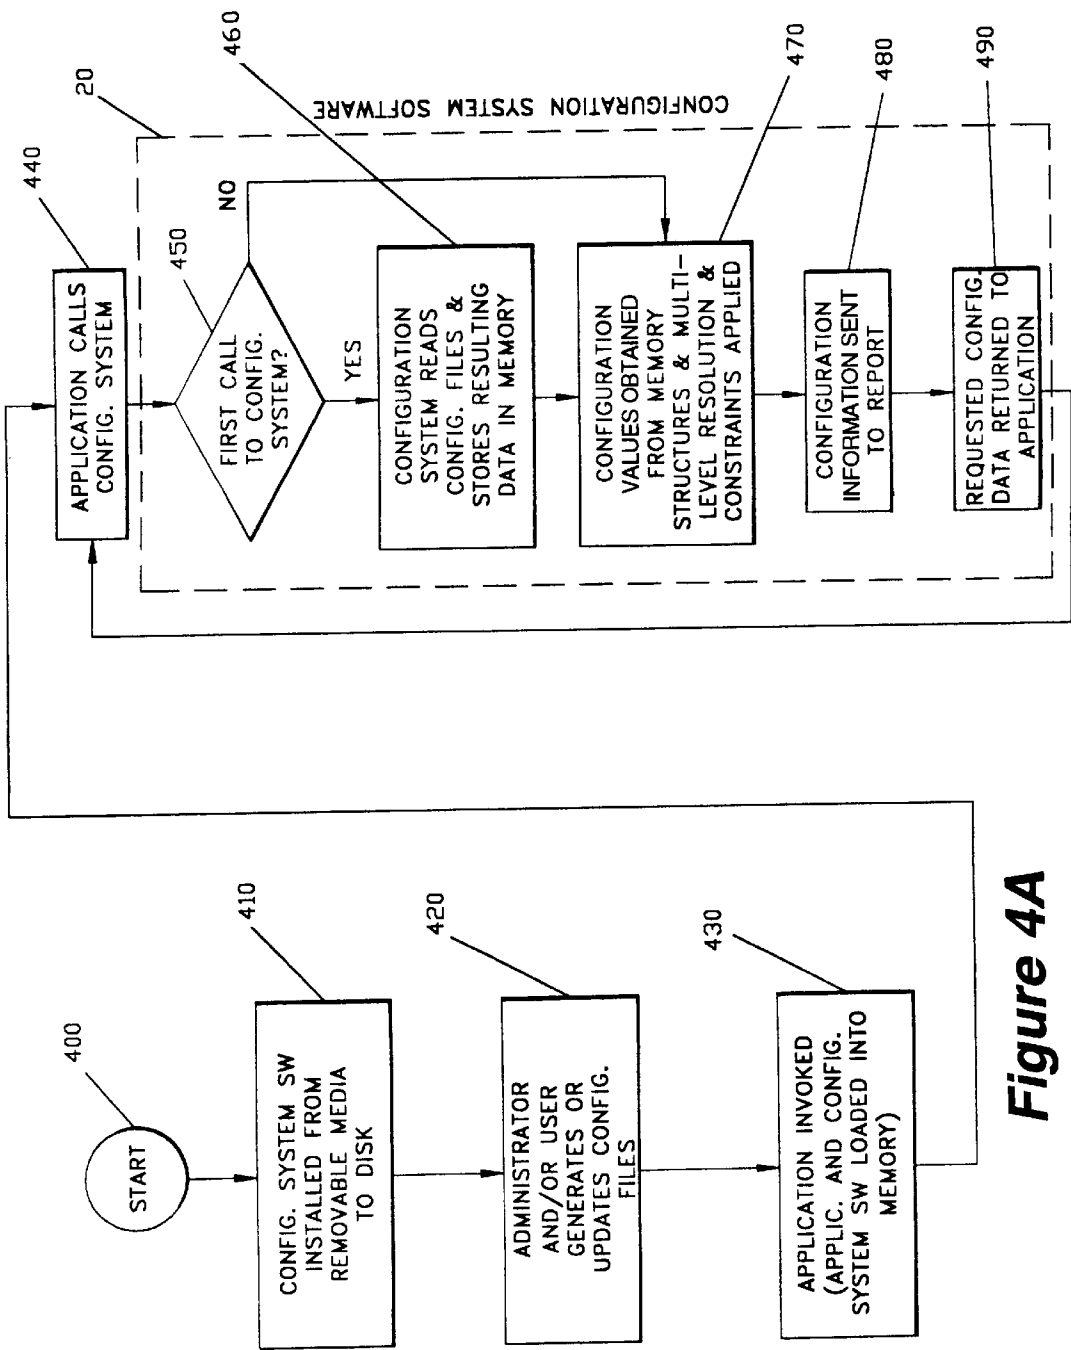 400
START
410
CONFIG. SYSTEM SW
INSTALLED FROM
REMOVABLE MEDIA
TO DISK
420
ADMINISTRATOR
AND/OR USER
GENERATES OR
UPDATES CONFIG.
FILES
430
APPLICATION INVOKED
(APPLIC. AND CONFIG.
SYSTEM SW LOADED INTO
MEMORY)
440
APPLICATION CALLS
CONFIG. SYSTEM
20
CONFIGURATION SYSTEM SOFTWARE
450
FIRST CALL
TO CONFIG.
SYSTEM?
NO
YES
460
CONFIGURATION
SYSTEM READS
CONFIG. FILES &
STORES RESULTING
DATA IN MEMORY
470
CONFIGURATION
VALUES OBTAINED
FROM MEMORY
STRUCTURES & MULTI-
LEVEL RESOLUTION &
CONSTRAINTS APPLIED
480
CONFIGURATION
INFORMATION SENT
TO REPORT
490
REQUESTED CONFIG.
DATA RETURNED TO
APPLICATION
Figure 4A